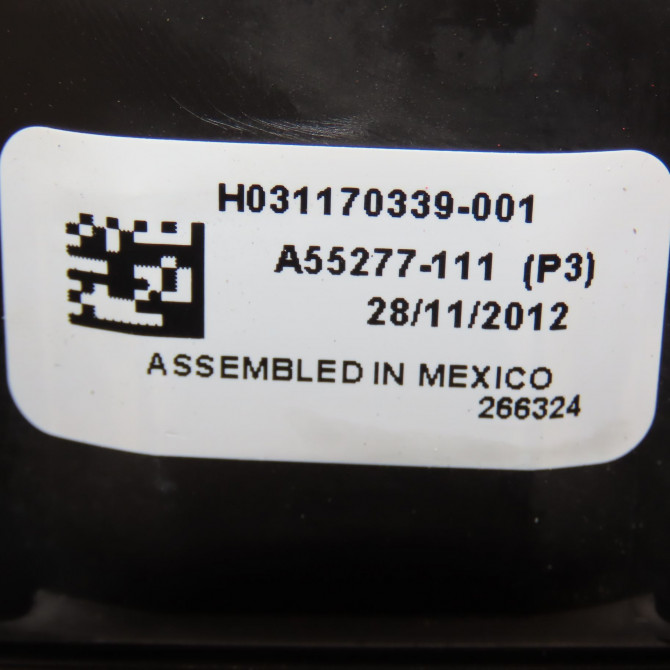 H031170339-001
A55277-111 (P3)
28/11/2012
ASSEMBLED IN MEXICO
266324